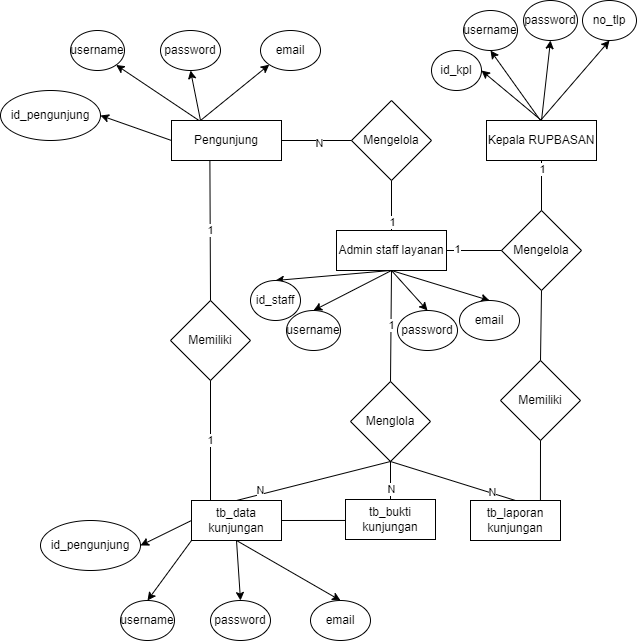 username
password
email
username
password
no_tlp
id_kpl
id_pengunjung
Pengunjung
N
Mengelola
Kepala RUPBASAN
1
1
1
Admin staff layanan
1
Mengelola
id_staff
username
password
email
1
Memiliki
Memiliki
Menglola
1
N
N
N
tb_data
kunjungan
tb_bukti
kunjungan
tb_laporan
kunjungan
id_pengunjung
username
password
email